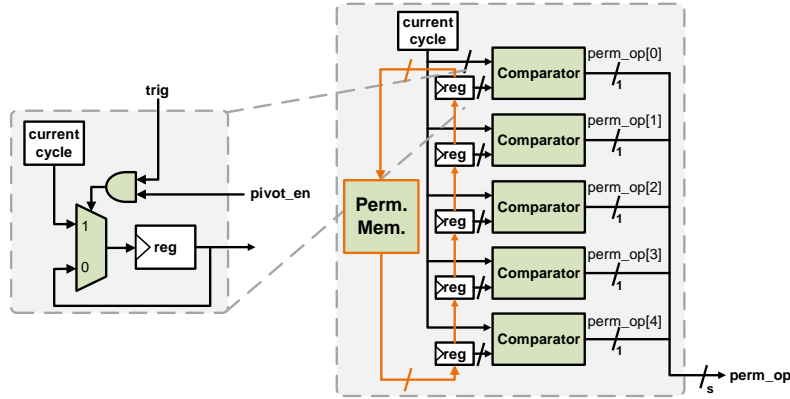 trig
current
cycle
pivot_en
1
reg
0
current
cycle
perm_op[0]
Comparator
reg
1
perm_op[1]
Comparator
reg
1
Perm.
Mem.
perm_op[2]
Comparator
reg
1
perm_op[3]
Comparator
reg
1
perm_op[4]
Comparator
reg
1
s
perm_op